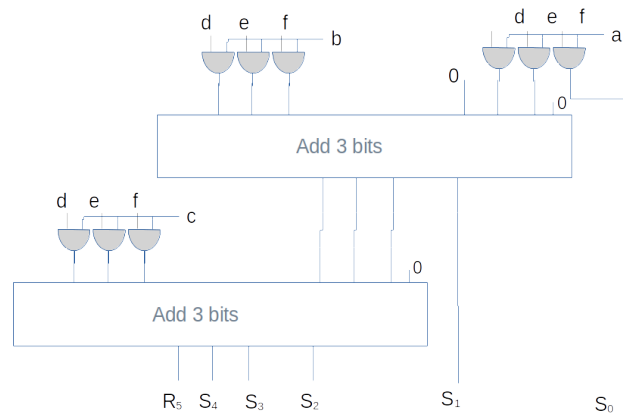 d e f b
d e f a
0
0
Add 3 bits
d e f c
0
Add 3 bits
R₅ S₄ S₃ S₂ S₁ S₀